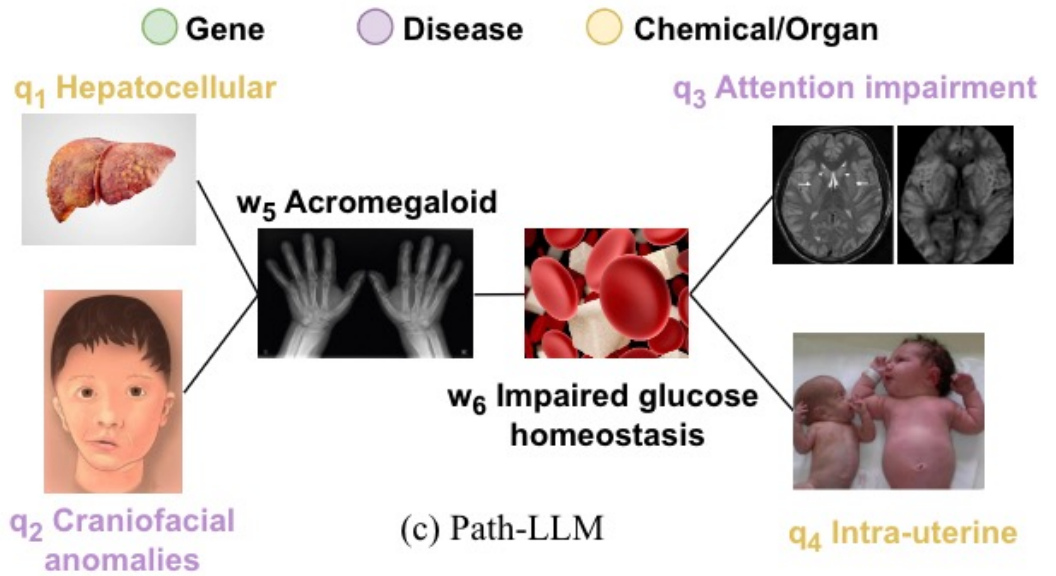 Gene Disease Chemical/Organ
q1 Hepatocellular
q3 Attention impairment
w5 Acromegaloid
w6 Impaired glucose
homeostasis
q2 Craniofacial
anomalies
(c) Path-LLM
q4 Intra-uterine